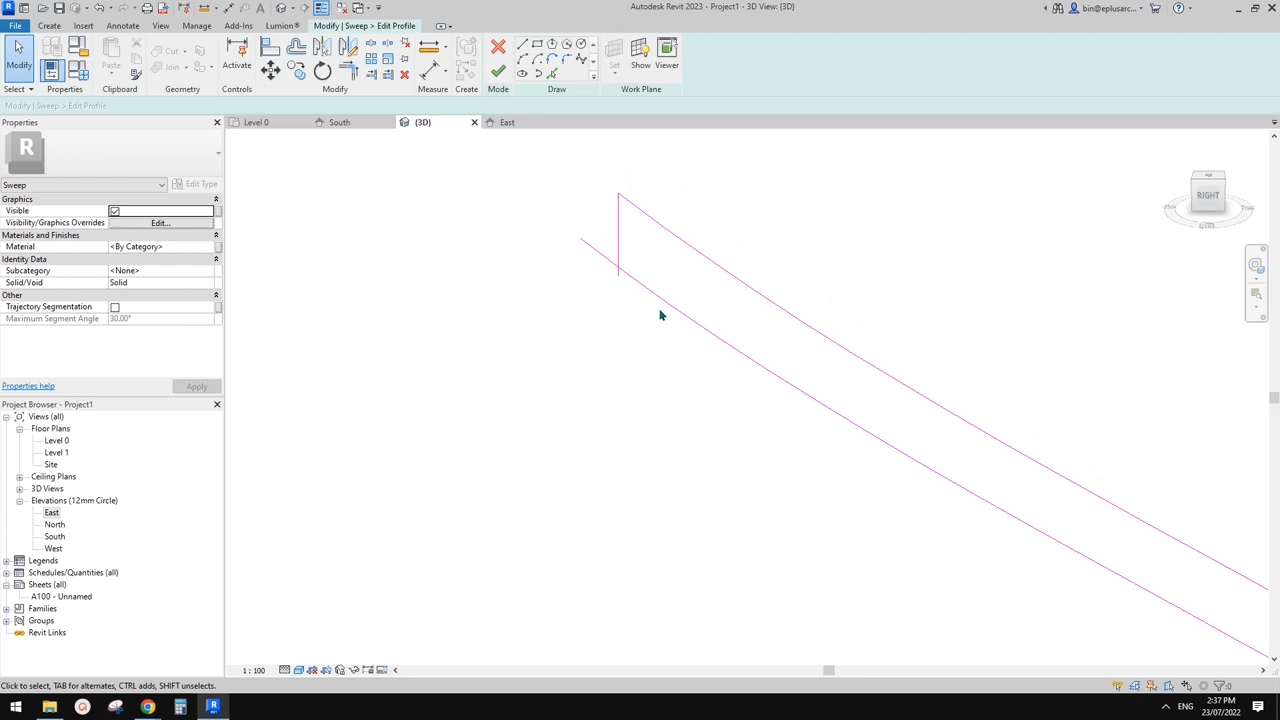 Autodesk Revit 2023 - Project1 - 3D View: {3D}
bin@eplusarc...
File Create Insert Annotate View Manage Add-Ins Lumion® Modify | Sweep > Edit Profile
Modify Paste Cut Join Activate Create Set Show Viewer
Select Properties Clipboard Geometry Controls Modify Measure Create Mode Draw Work Plane
Modify | Sweep > Edit Profile
Properties
Level 0 South {3D} East
R
Sweep Edit Type
Graphics
Visible
Visibility/Graphics Overrides Edit...
Materials and Finishes
Material <By Category>
Identity Data
Subcategory <None>
Solid/Void Solid
Other
Trajectory Segmentation
Maximum Segment Angle 30.00°
Properties help Apply
Project Browser - Project1
Views (all)
Floor Plans
Level 0
Level 1
Site
Ceiling Plans
3D Views
Elevations (12mm Circle)
East
North
South
West
Legends
Schedules/Quantities (all)
Sheets (all)
A100 - Unnamed
Families
Groups
Revit Links
RIGHT
1 : 100
Click to select, TAB for alternates, CTRL adds, SHIFT unselects.
:0
ENG
2:37 PM
23/07/2022